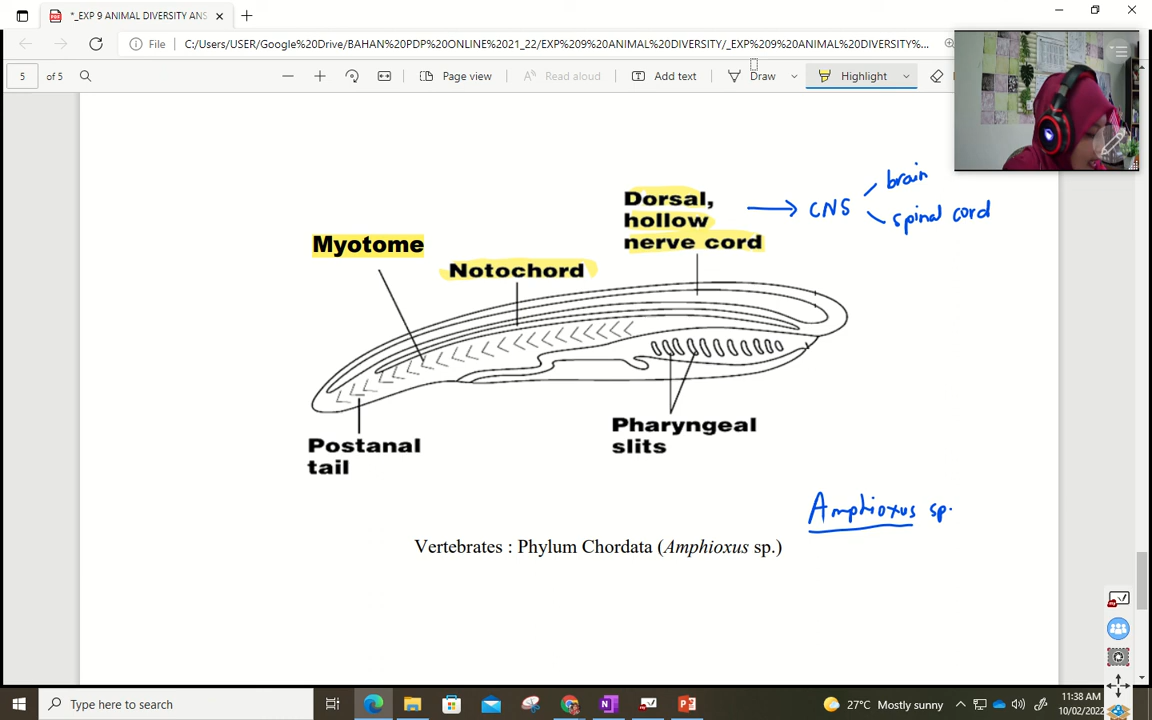 *_EXP 9 ANIMAL DIVERSITY ANS
File
C:/Users/USER/Google%20Drive/BAHAN%20PDP%20ONLINE%2021_22/EXP%209%20ANIMAL%20DIVERSITY/_EXP%209%20ANIMAL%20DIVERSITY%...
5 of 5
Page view
Read aloud
Add text
Draw
Highlight
brain
Dorsal,
hollow
nerve cord
CNS
spinal cord
Myotome
Notochord
Postanal
tail
Pharyngeal
slits
Amphioxus sp.
Vertebrates : Phylum Chordata (Amphioxus sp.)
Type here to search
27°C Mostly sunny
11:38 AM
10/02/2022